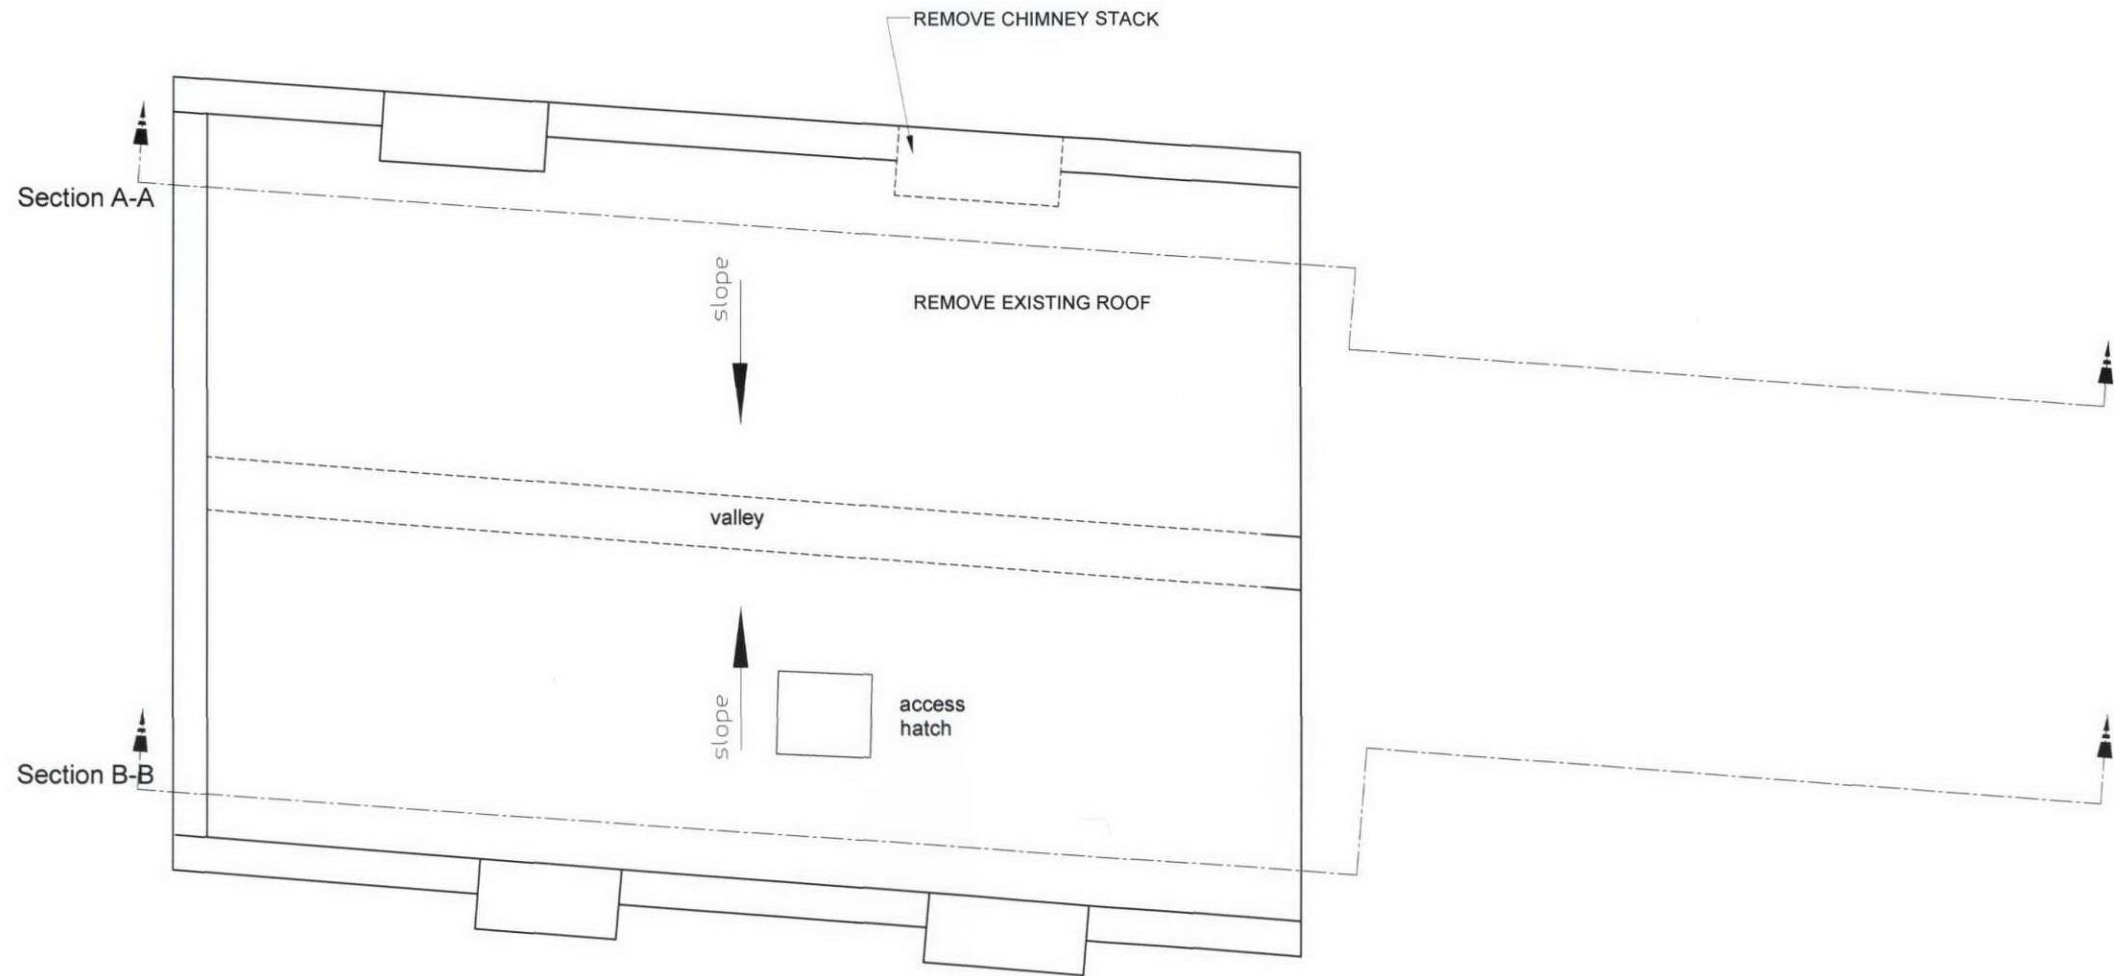 REMOVE CHIMNEY STACK
Section A-A
slope
REMOVE EXISTING ROOF
valley
slope
access
hatch
Section B-B